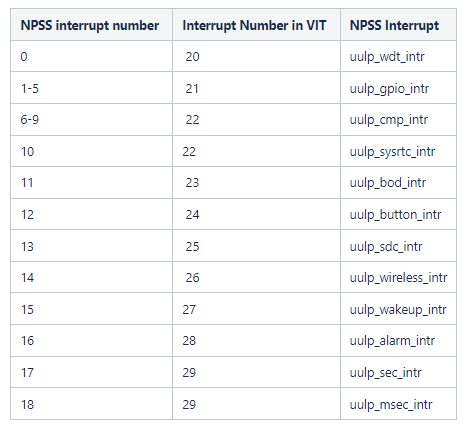 NPSS interrupt number Interrupt Number in VIT NPSS Interrupt
0 20 uulp_wdt_intr
1-5 21 uulp_gpio_intr
6-9 22 uulp_cmp_intr
10 22 uulp_sysrtc_intr
11 23 uulp_bod_intr
12 24 uulp_button_intr
13 25 uulp_sdc_intr
14 26 uulp_wireless_intr
15 27 uulp_wakeup_intr
16 28 uulp_alarm_intr
17 29 uulp_sec_intr
18 29 uulp_msec_intr